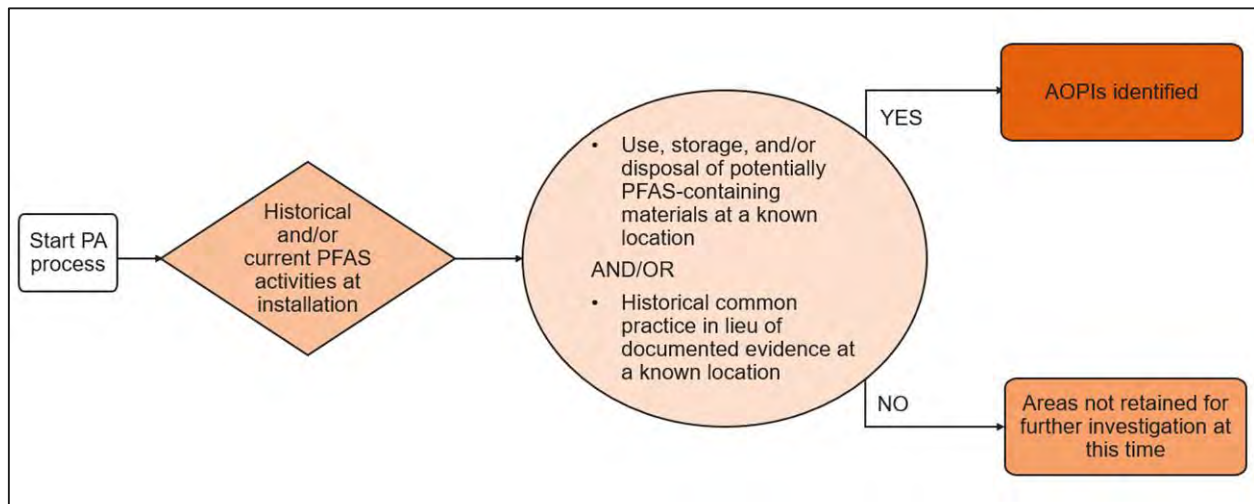 Start PA
process
Historical
and/or
current PFAS
activities at
installation
• Use, storage, and/or
disposal of potentially
PFAS-containing
materials at a known
location
AND/OR
• Historical common
practice in lieu of
documented evidence at
a known location
YES
AOPIs identified
NO
Areas not retained for
further investigation at
this time